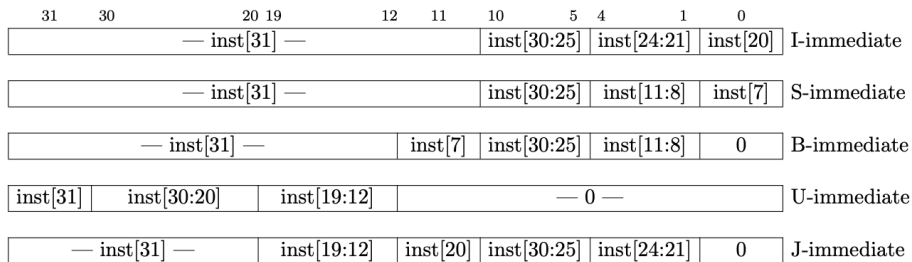 31 30 20 19 12 11 10 5 4 1 0
— inst[31] — inst[30:25] inst[24:21] inst[20] I-immediate
— inst[31] — inst[30:25] inst[11:8] inst[7] S-immediate
— inst[31] — inst[7] inst[30:25] inst[11:8] 0 B-immediate
inst[31] inst[30:20] inst[19:12] — 0 — U-immediate
— inst[31] — inst[19:12] inst[20] inst[30:25] inst[24:21] 0 J-immediate